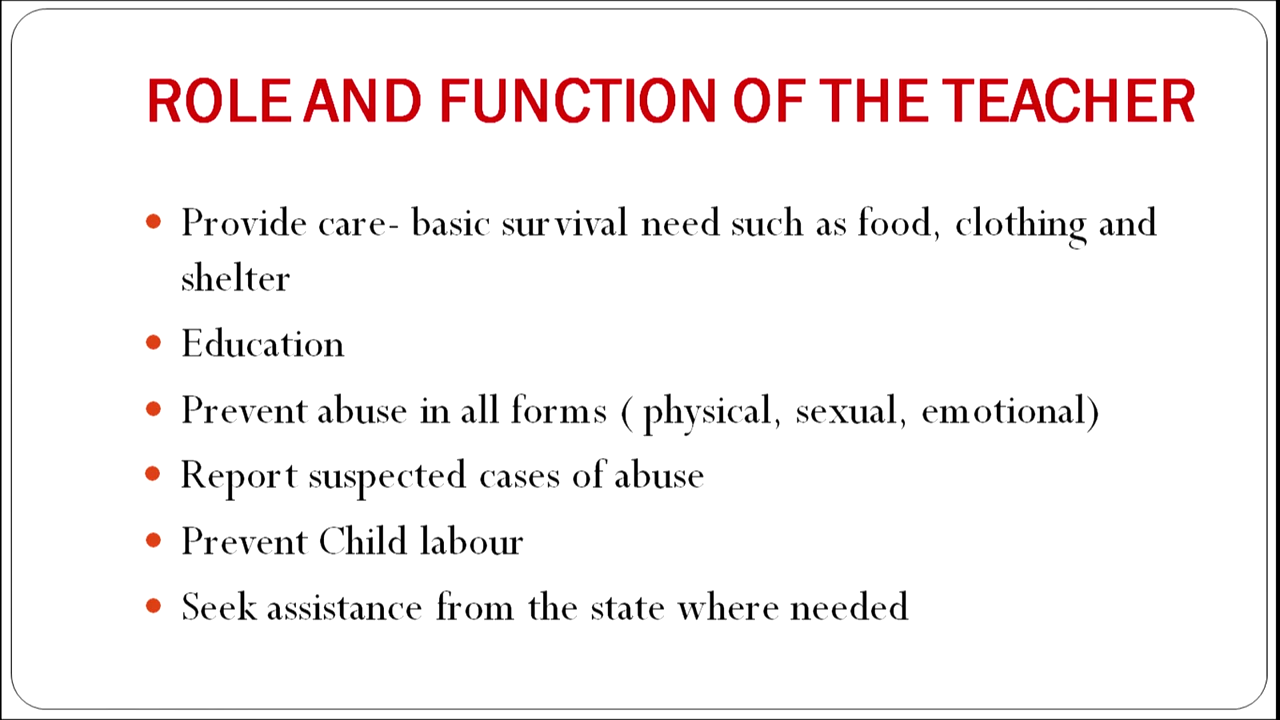 ROLE AND FUNCTION OF THE TEACHER
Provide care- basic survival need such as food, clothing and
shelter
Education
Prevent abuse in all forms ( physical, sexual, emotional)
Report suspected cases of abuse
Prevent Child labour
Seek assistance from the state where needed